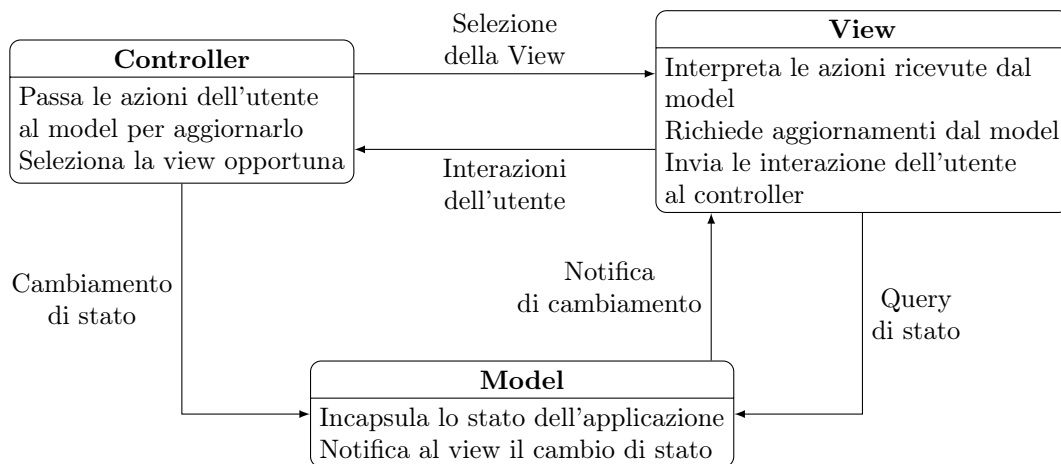 Selezione
della View
Controller
Passa le azioni dell'utente
al model per aggiornarlo
Seleziona la view opportuna
View
Interpreta le azioni ricevute dal
model
Richiede aggiornamenti dal model
Invia le interazione dell'utente
al controller
Interazioni
dell'utente
Cambiamento
di stato
Notifica
di cambiamento
Query
di stato
Model
Incapsula lo stato dell'applicazione
Notifica al view il cambio di stato